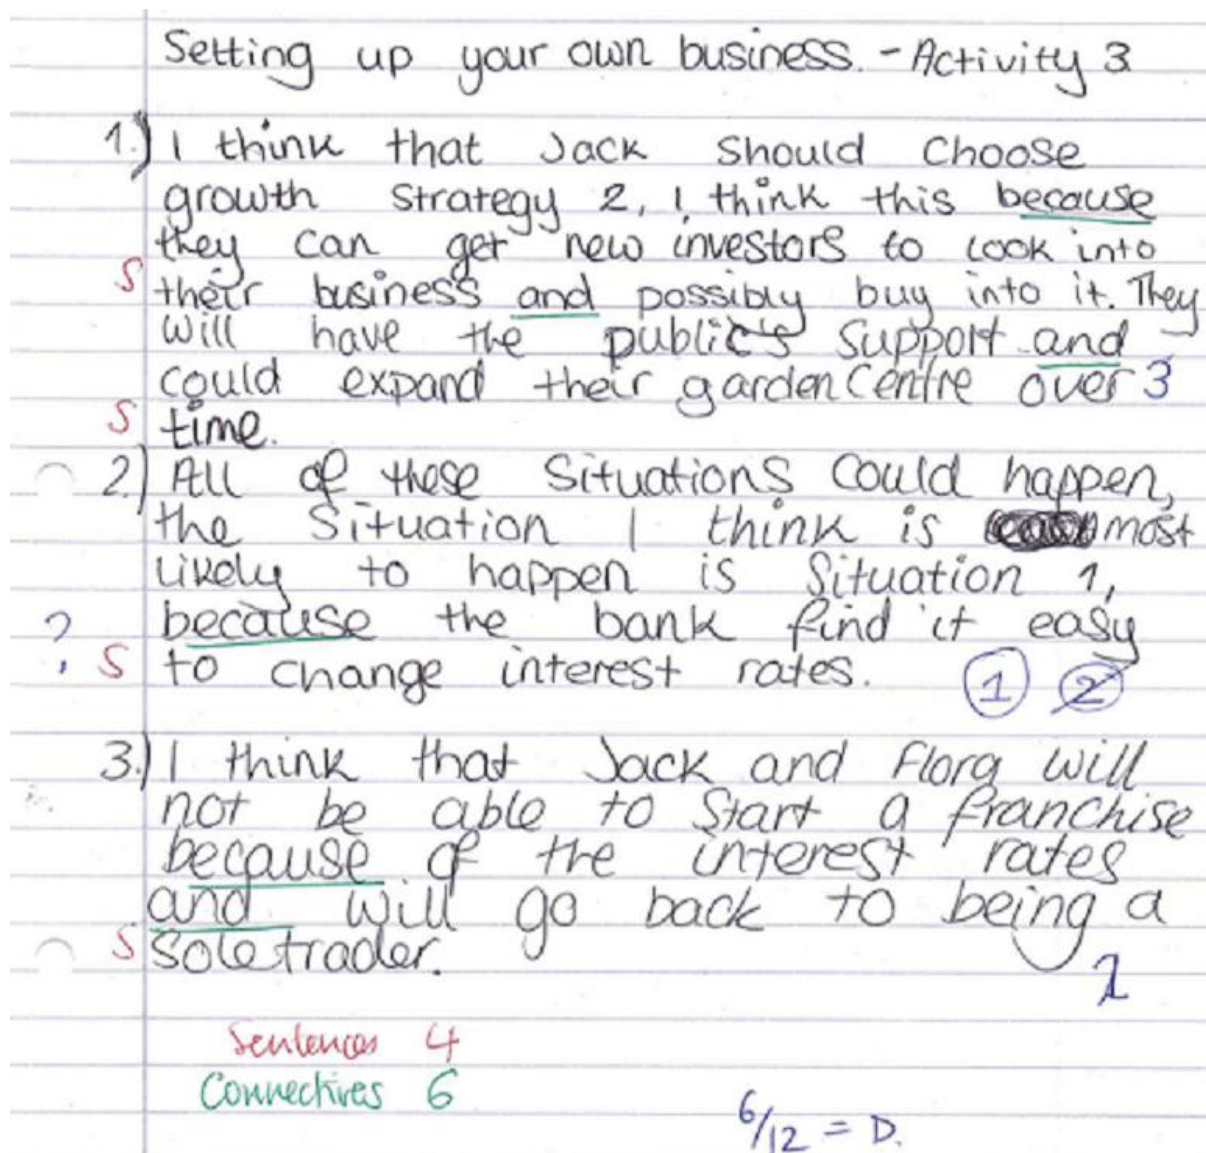 Setting up your own business. - Activity 3
1.) I think that Jack should choose
growth strategy 2, I think this because
they can get new investors to look into
S their business and possibly buy into it. They
will have the public's support and
could expand their garden centre over 3
S time.
2.) All of these situations could happen,
the situation I think is most
likely to happen is situation 1,
? because the bank find it easy
S to change interest rates. 1 2
3.) I think that Jack and Flora will
not be able to start a franchise
because of the interest rates
and will go back to being a
S sole trader.
Sentences 4
Connectives 6
6/12 = D.